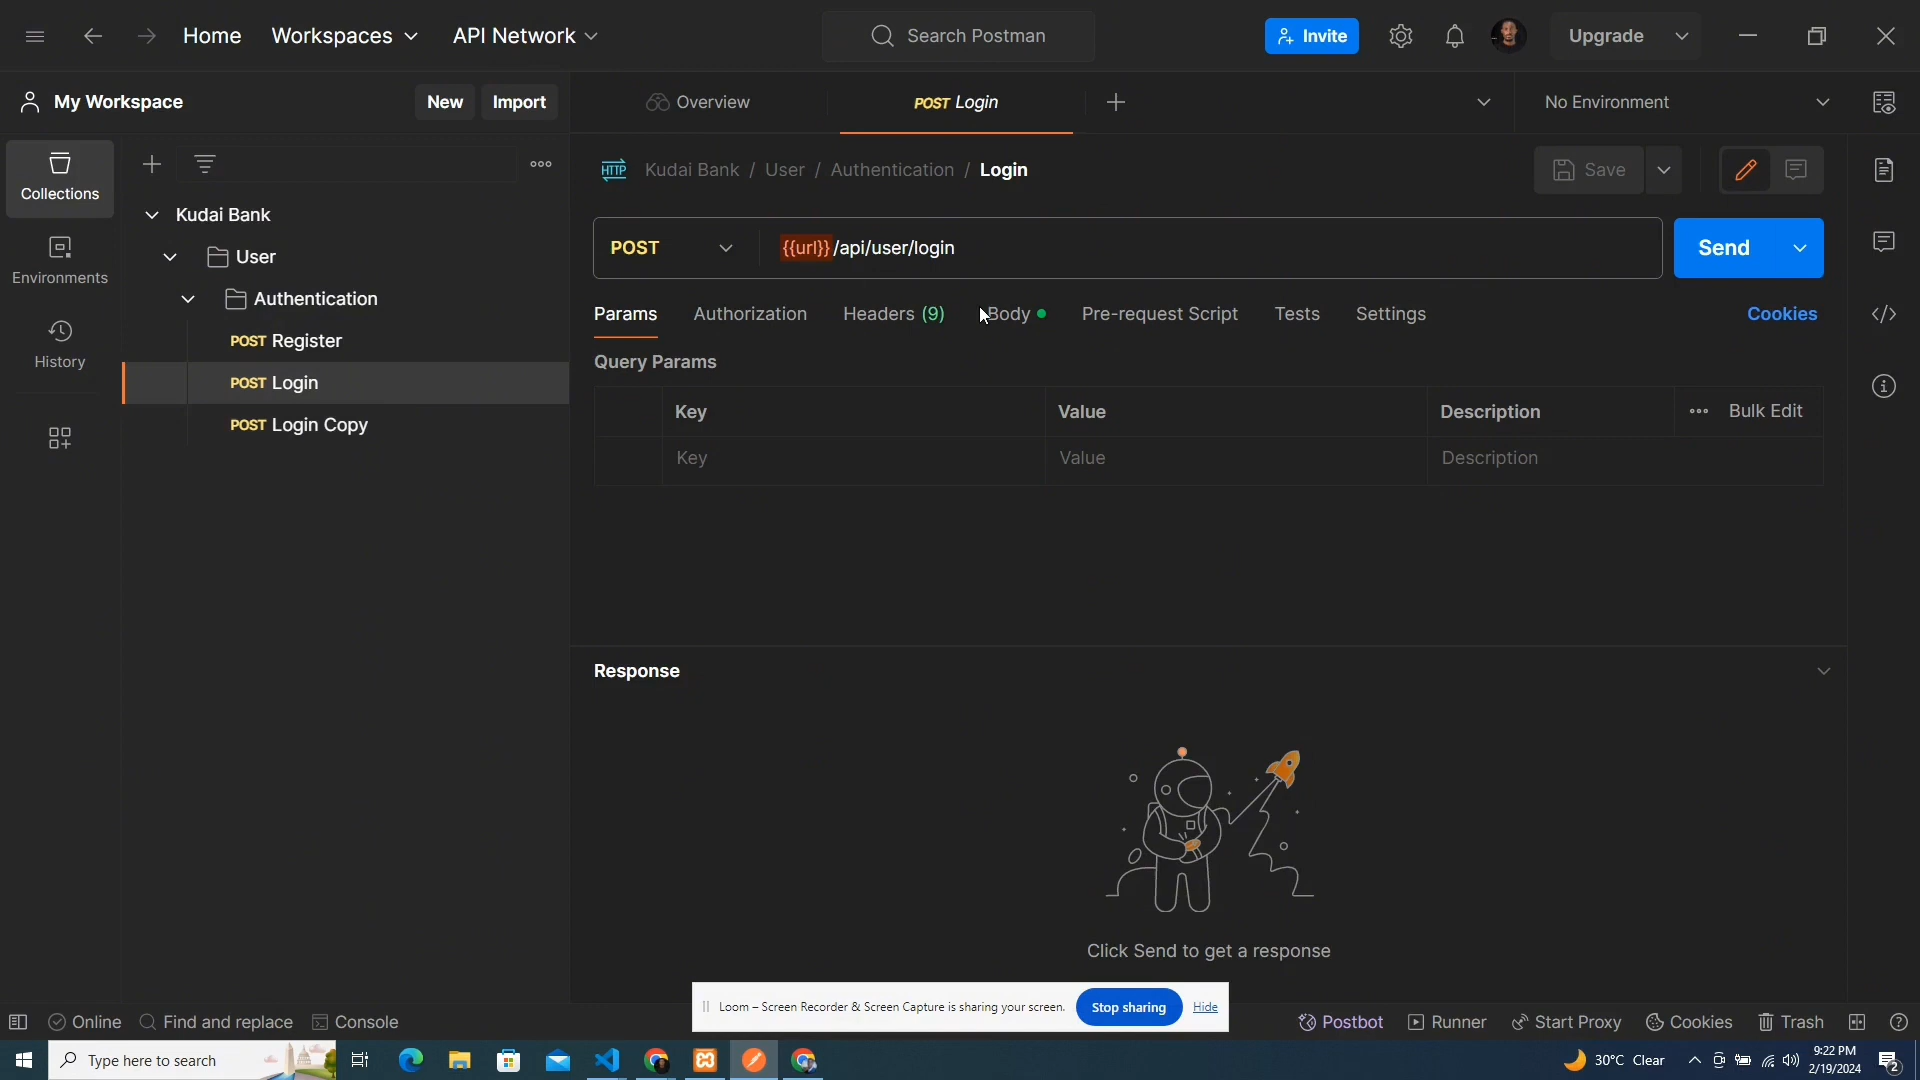 Home
Workspaces
API Network
Search Postman
Invite
Upgrade
My Workspace
New
Import
Overview
POST Login
No Environment
Collections
Environments
History
Kudai Bank
User
Authentication
POST Register
POST Login
POST Login Copy
HTTP
Kudai Bank / User / Authentication / Login
Save
POST
{{url}}/api/user/login
Send
Params
Authorization
Headers (9)
Body
Pre-request Script
Tests
Settings
Cookies
Query Params
Key
Value
Description
Bulk Edit
Key
Value
Description
Response
Click Send to get a response
Loom – Screen Recorder & Screen Capture is sharing your screen.
Stop sharing
Hide
Online
Find and replace
Console
Postbot
Runner
Start Proxy
Cookies
Trash
Type here to search
30°C Clear
9:22 PM
2/19/2024
2